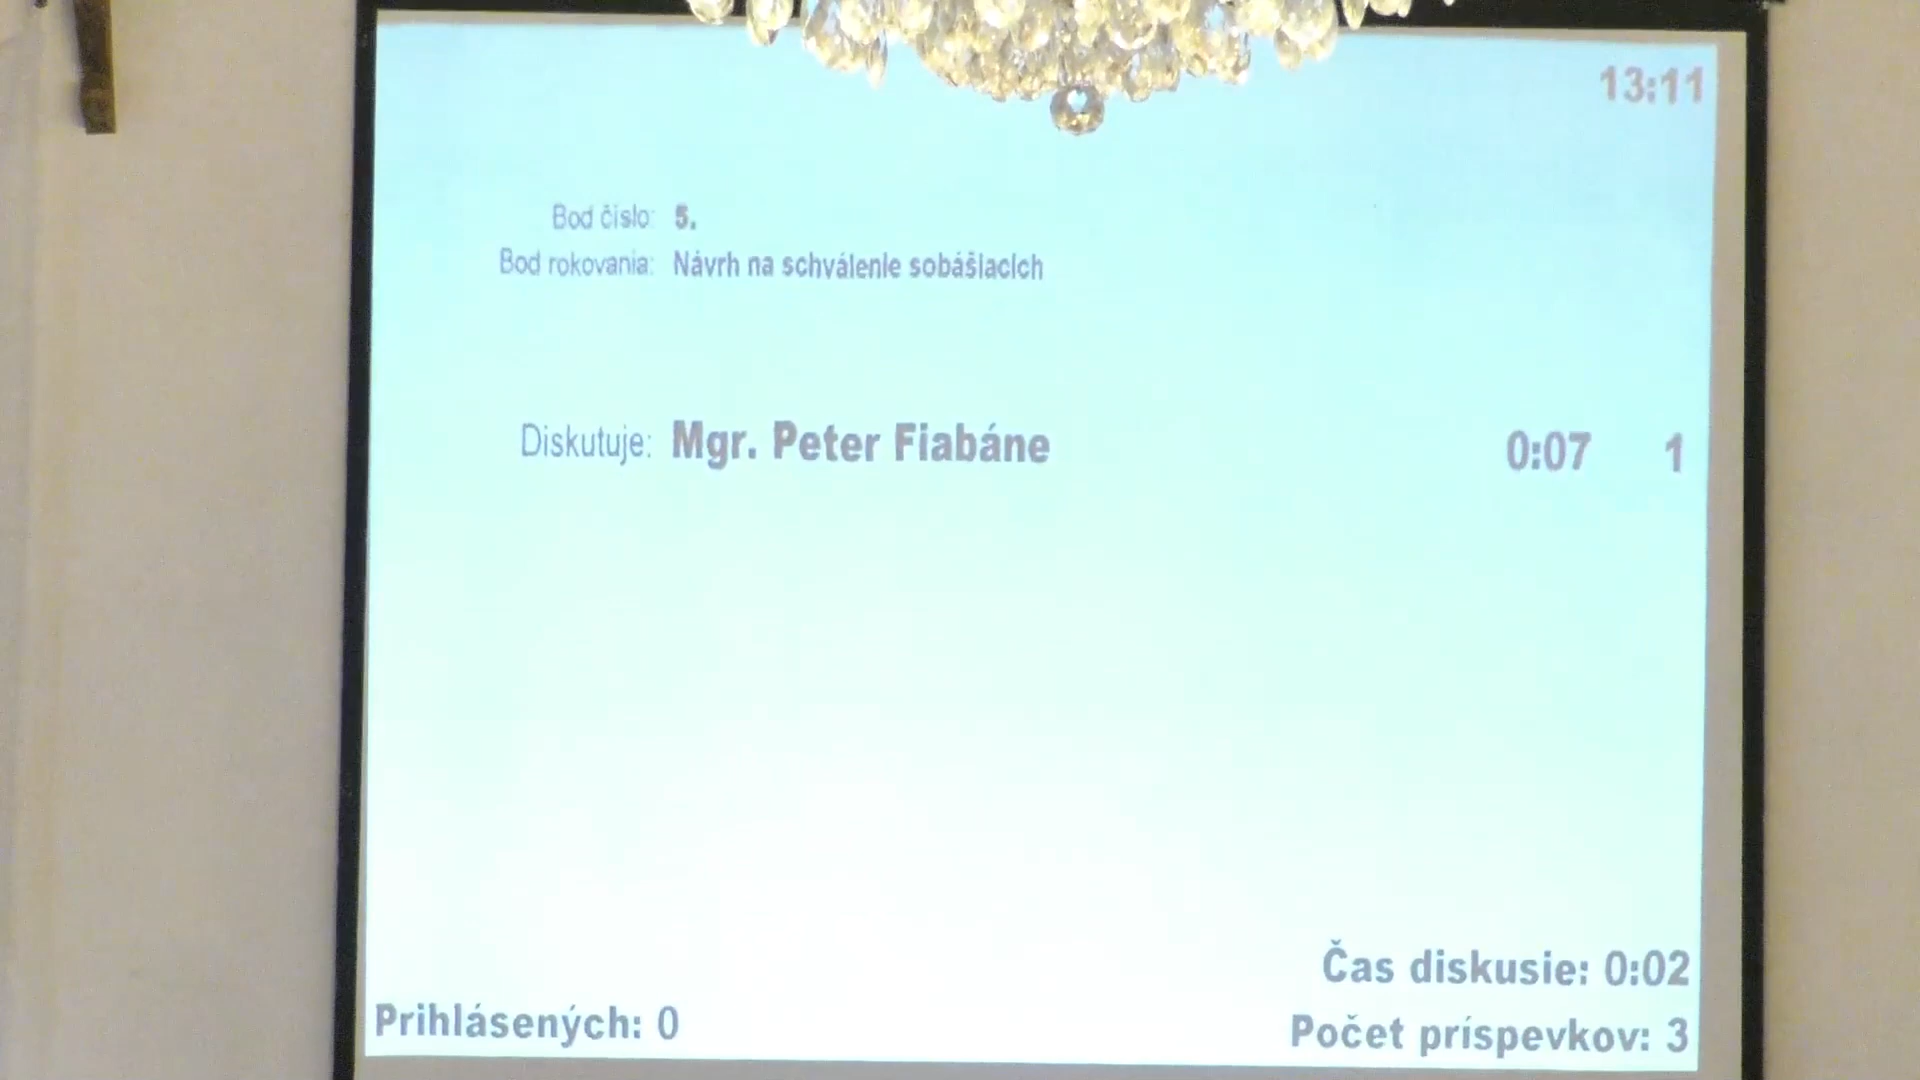 13:11
Bod číslo: 5.
Bod rokovania: Návrh na schválenie sobášiacich
Diskutuje: Mgr. Peter Fiabáne 0:07 1
Čas diskusie: 0:02
Prihlásených: 0
Počet príspevkov: 3